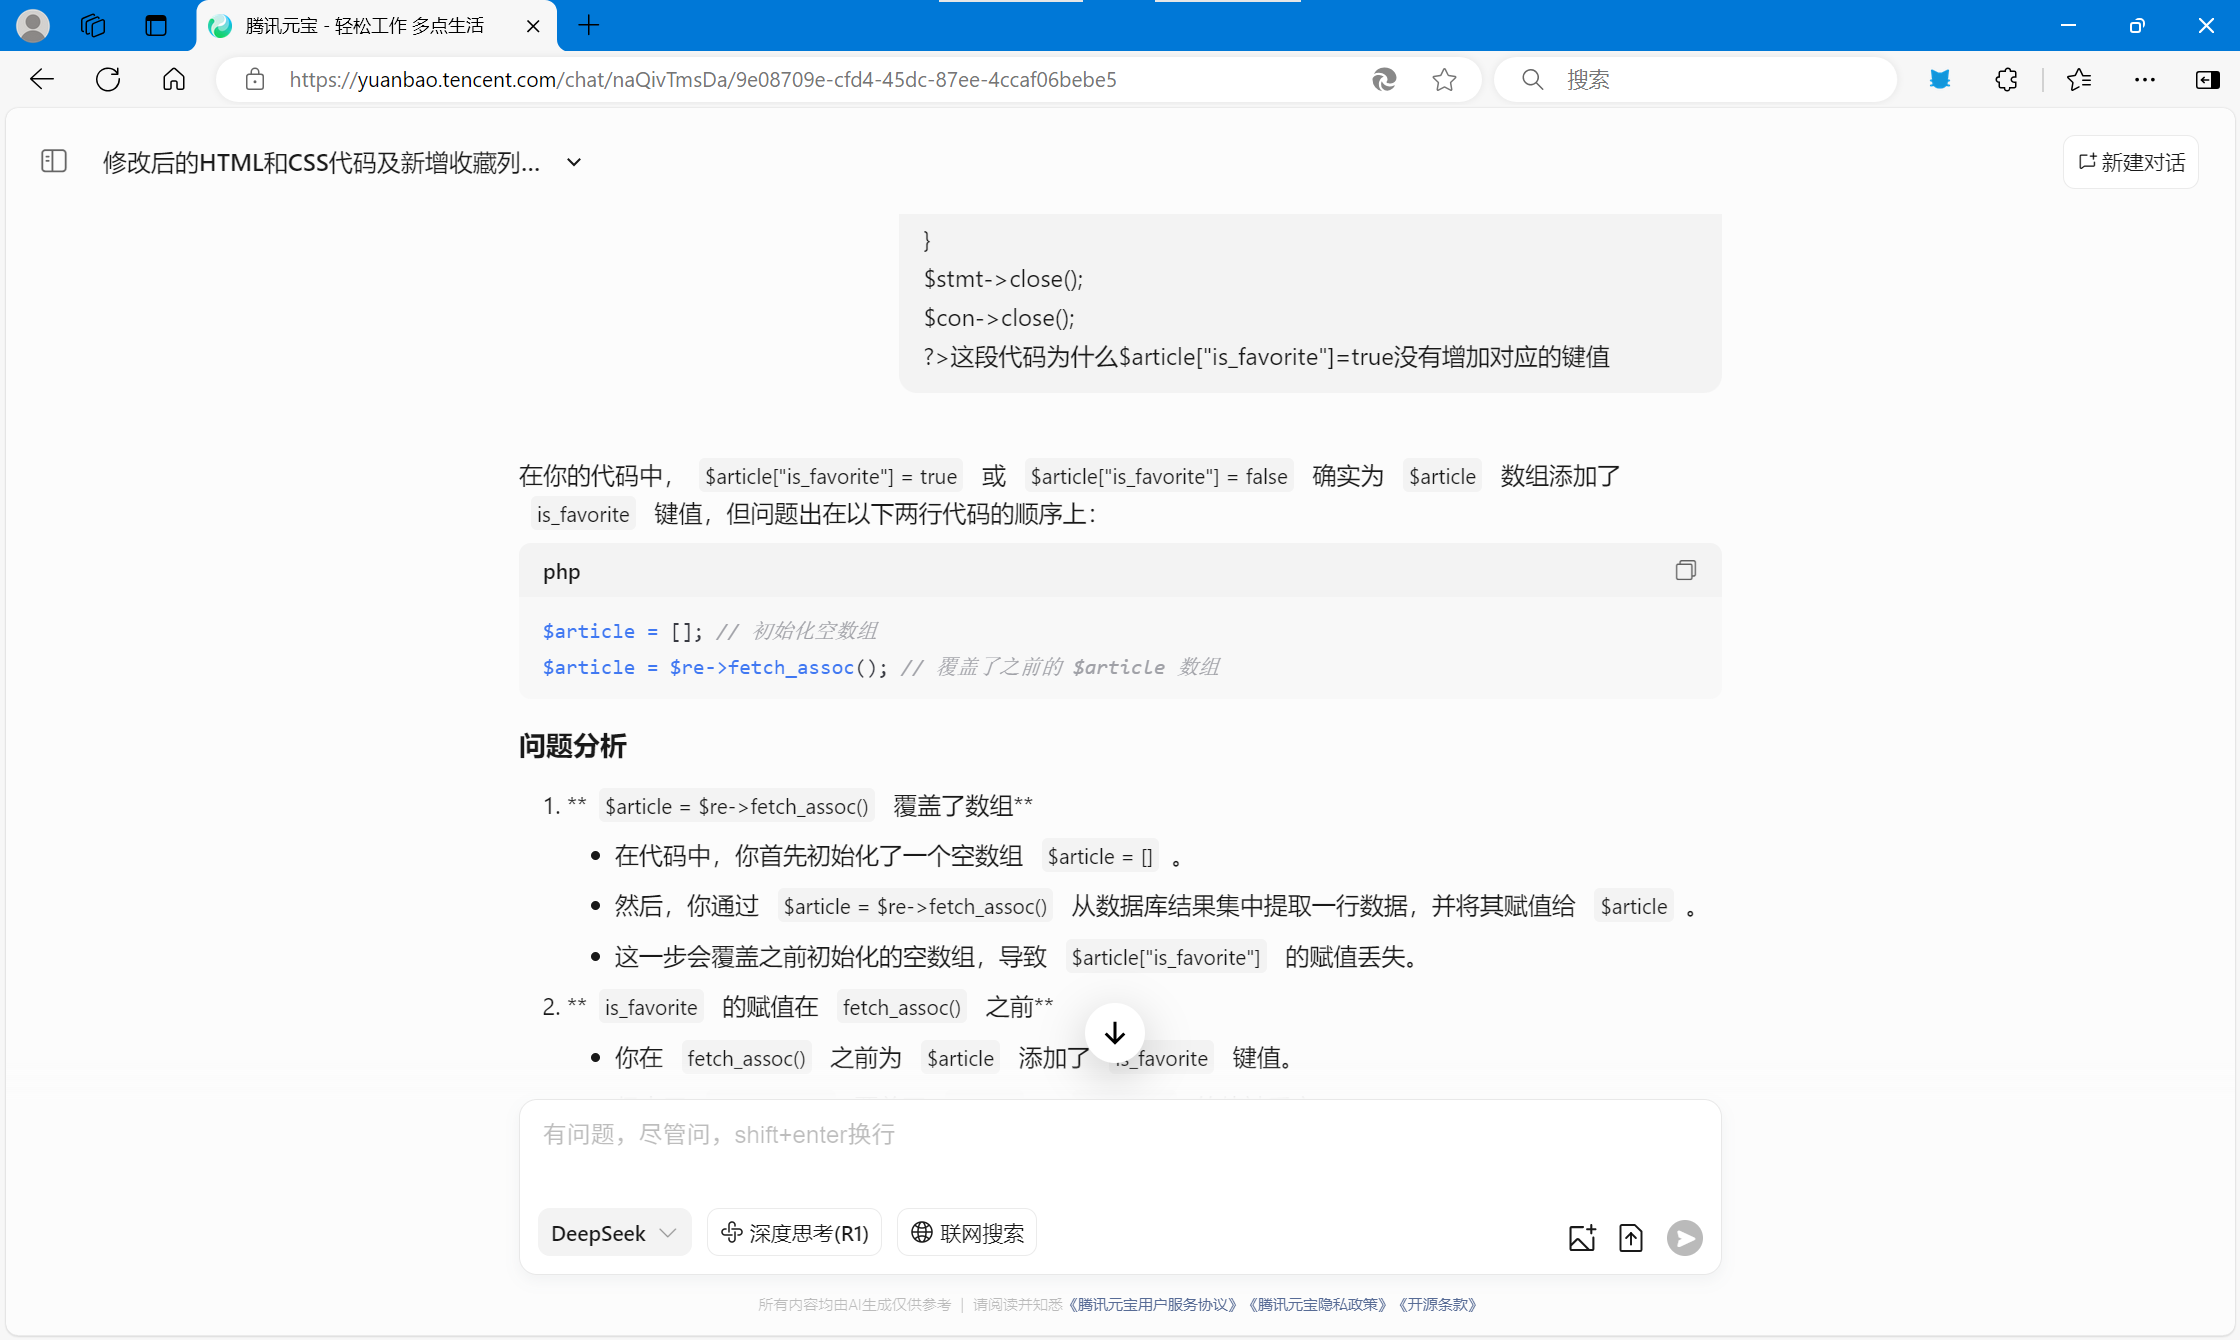 腾讯元宝 - 轻松工作 多点生活
https://yuanbao.tencent.com/chat/naQivTmsDa/9e08709e-cfd4-45dc-87ee-4ccaf06bebe5
搜索
修改后的HTML和CSS代码及新增收藏列...
新建对话
}
$stmt->close();
$con->close();
?>这段代码为什么$article["is_favorite"]=true没有增加对应的键值
在你的代码中， $article["is_favorite"] = true 或 $article["is_favorite"] = false 确实为 $article 数组添加了
is_favorite 键值，但问题出在以下两行代码的顺序上：
php
$article = []; // 初始化空数组
$article = $re->fetch_assoc(); // 覆盖了之前的 $article 数组
问题分析
1. ** $article = $re->fetch_assoc() 覆盖了数组**
• 在代码中，你首先初始化了一个空数组 $article = [] 。
• 然后，你通过 $article = $re->fetch_assoc() 从数据库结果集中提取一行数据，并将其赋值给 $article 。
• 这一步会覆盖之前初始化的空数组，导致 $article["is_favorite"] 的赋值丢失。
2. ** is_favorite 的赋值在 fetch_assoc() 之前**
• 你在 fetch_assoc() 之前为 $article 添加了 is_favorite 键值。
有问题，尽管问，shift+enter换行
DeepSeek
深度思考(R1)
联网搜索
所有内容均由AI生成仅供参考 | 请阅读并知悉《腾讯元宝用户服务协议》《腾讯元宝隐私政策》《开源条款》